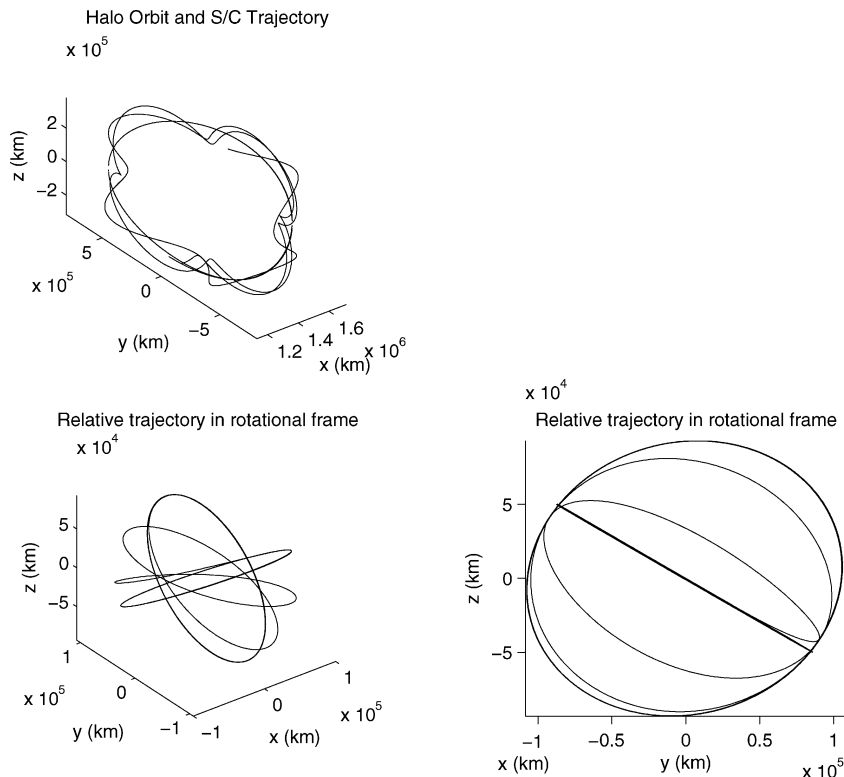 Halo Orbit and S/C Trajectory
x 10^5
2
0
−2
z (km)
5
0
−5
x 10^5
y (km)
1.2
1.4
1.6
x (km)
x 10^6
Relative trajectory in rotational frame
x 10^4
5
0
−5
z (km)
1
0
−1
x 10^5
y (km)
−1
0
1
x 10^5
x (km)
x 10^4
Relative trajectory in rotational frame
5
0
−5
z (km)
−1
−0.5
0
0.5
1
x (km)
y (km)
x 10^5